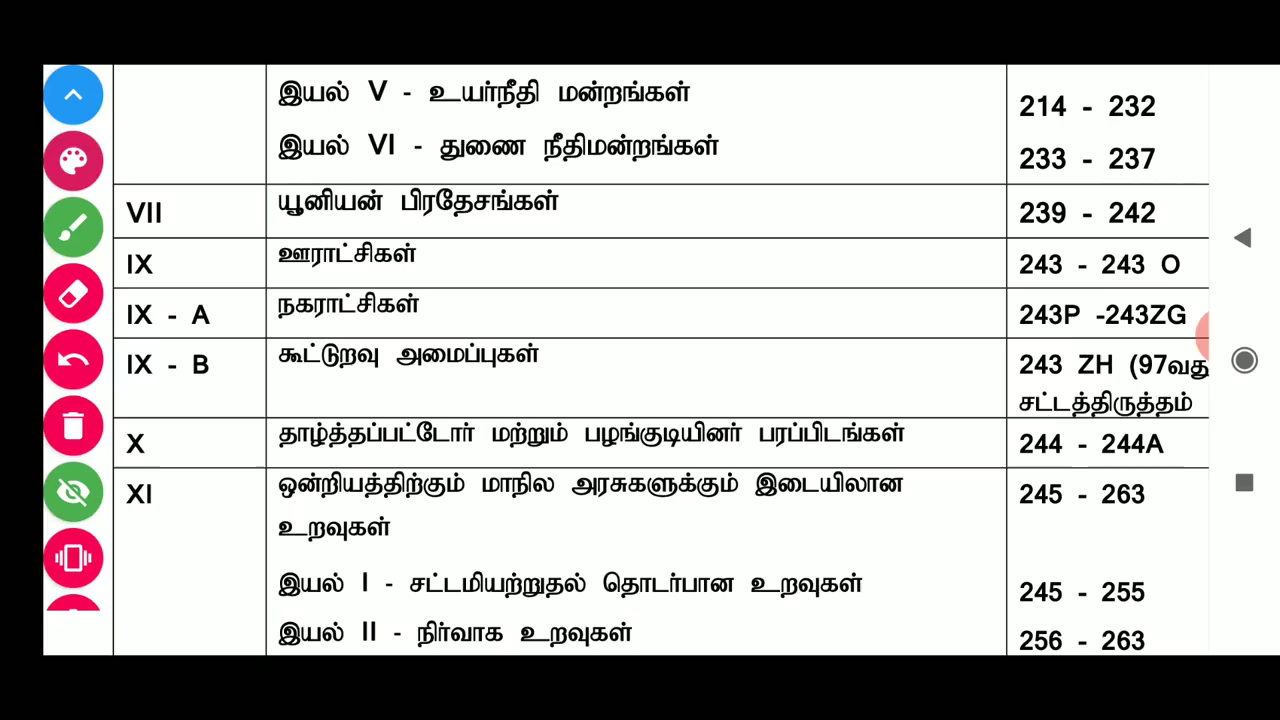 இயல் V - உயர்நீதி மன்றங்கள் 214 - 232
இயல் VI - துணை நீதிமன்றங்கள் 233 - 237
VII யூனியன் பிரதேசங்கள் 239 - 242
IX ஊராட்சிகள் 243 - 243 O
IX - A நகராட்சிகள் 243P -243ZG
IX - B கூட்டுறவு அமைப்புகள் 243 ZH (97வது
சட்டத்திருத்தம்
X தாழ்த்தப்பட்டோர் மற்றும் பழங்குடியினர் பரப்பிடங்கள் 244 - 244A
XI ஒன்றியத்திற்கும் மாநில அரசுகளுக்கும் இடையிலான 245 - 263
உறவுகள்
இயல் I - சட்டமியற்றுதல் தொடர்பான உறவுகள் 245 - 255
இயல் II - நிர்வாக உறவுகள் 256 - 263